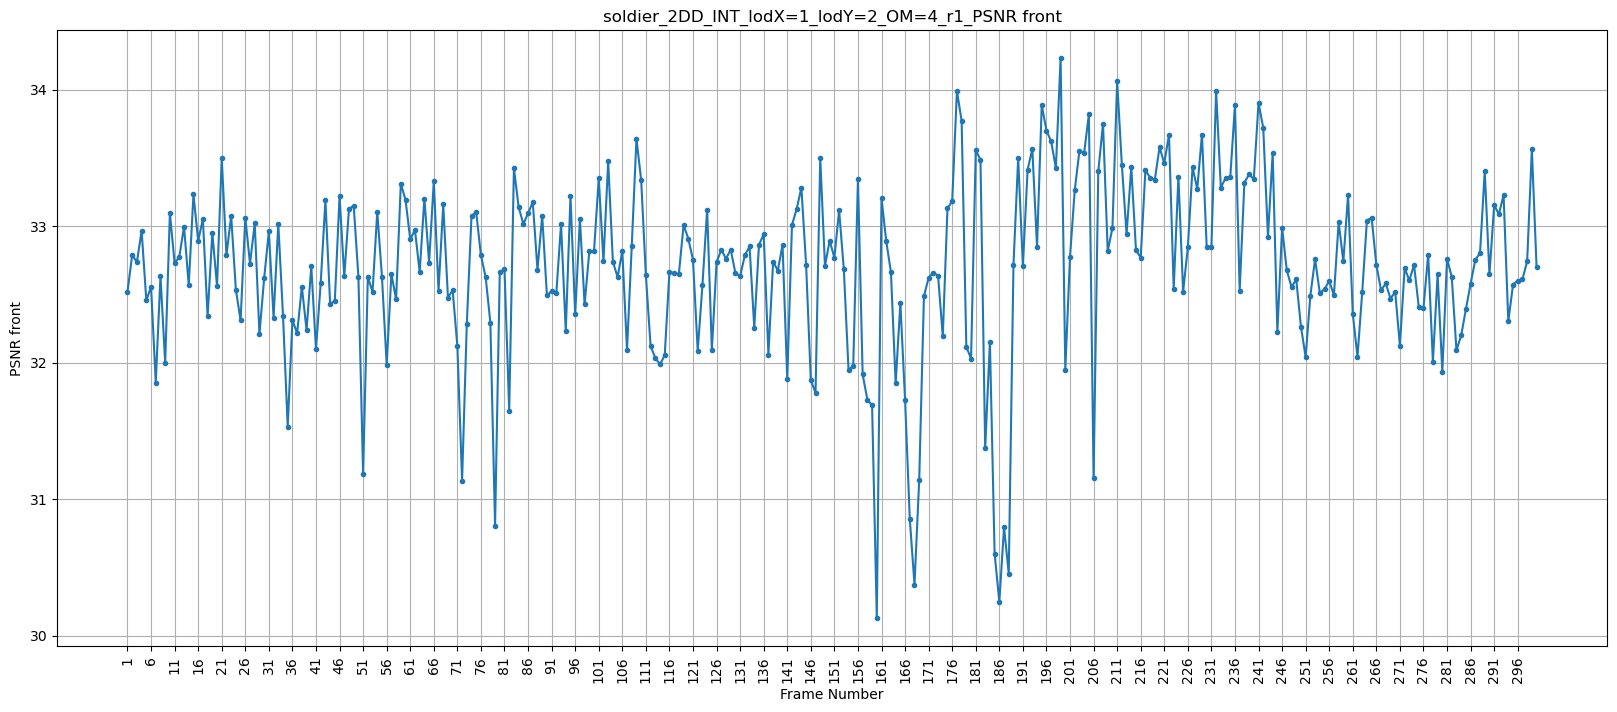 soldier_2DD_INT_lodX=1_lodY=2_OM=4_r1_PSNR front
PSNR front
34
33
32
31
30
1 6 11 16 21 26 31 36 41 46 51 56 61 66 71 76 81 86 91 96 101 106 111 116 121 126 131 136 141 146 151 156 161 166 171 176 181 186 191 196 201 206 211 216 221 226 231 236 241 246 251 256 261 266 271 276 281 286 291 296
Frame Number